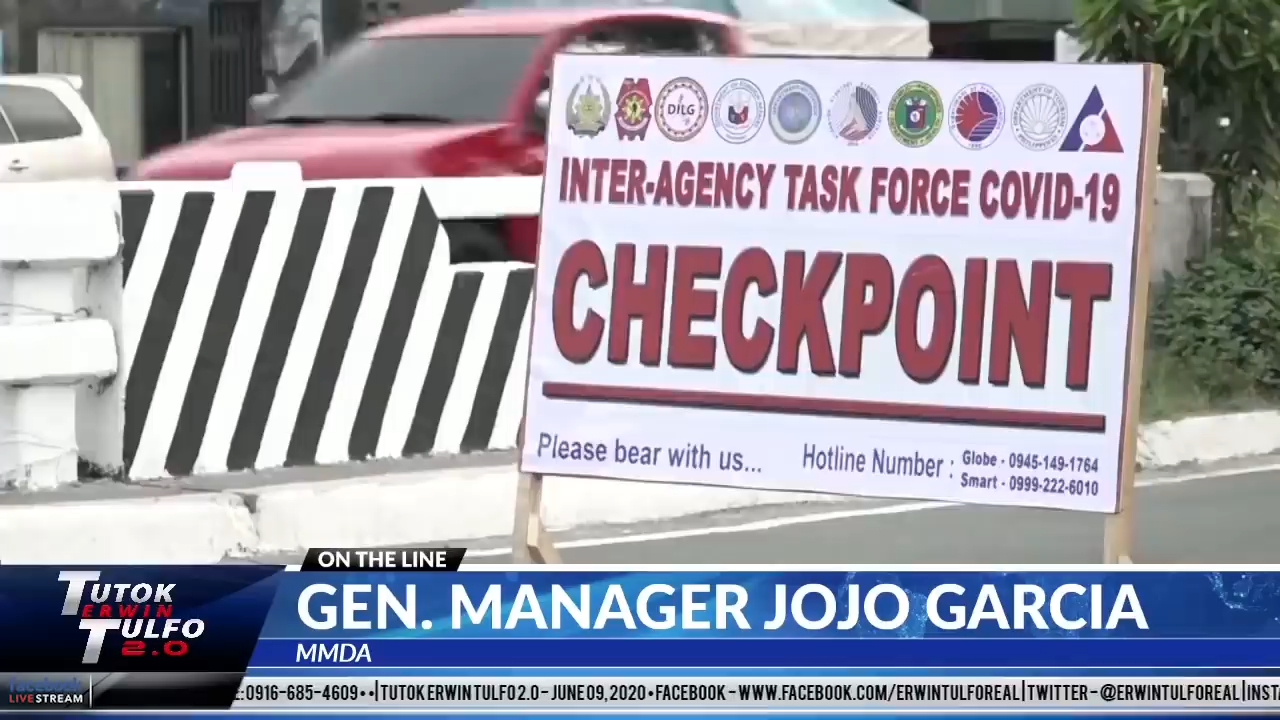 DILG
INTER-AGENCY TASK FORCE COVID-19
CHECKPOINT
Please bear with us... Hotline Number : Globe - 0945-149-1764
Smart - 0999-222-6010
ON THE LINE
GEN. MANAGER JOJO GARCIA
MMDA
TUTOK
ERWIN
TULFO
2.0
facebook
LIVESTREAM
: 0916-685-4609••|TUTOK ERWIN TULFO 2.0 - JUNE 09, 2020•FACEBOOK - WWW.FACEBOOK.COM/ERWINTULFOREAL|TWITTER - @ERWINTULFOREAL|INSTA